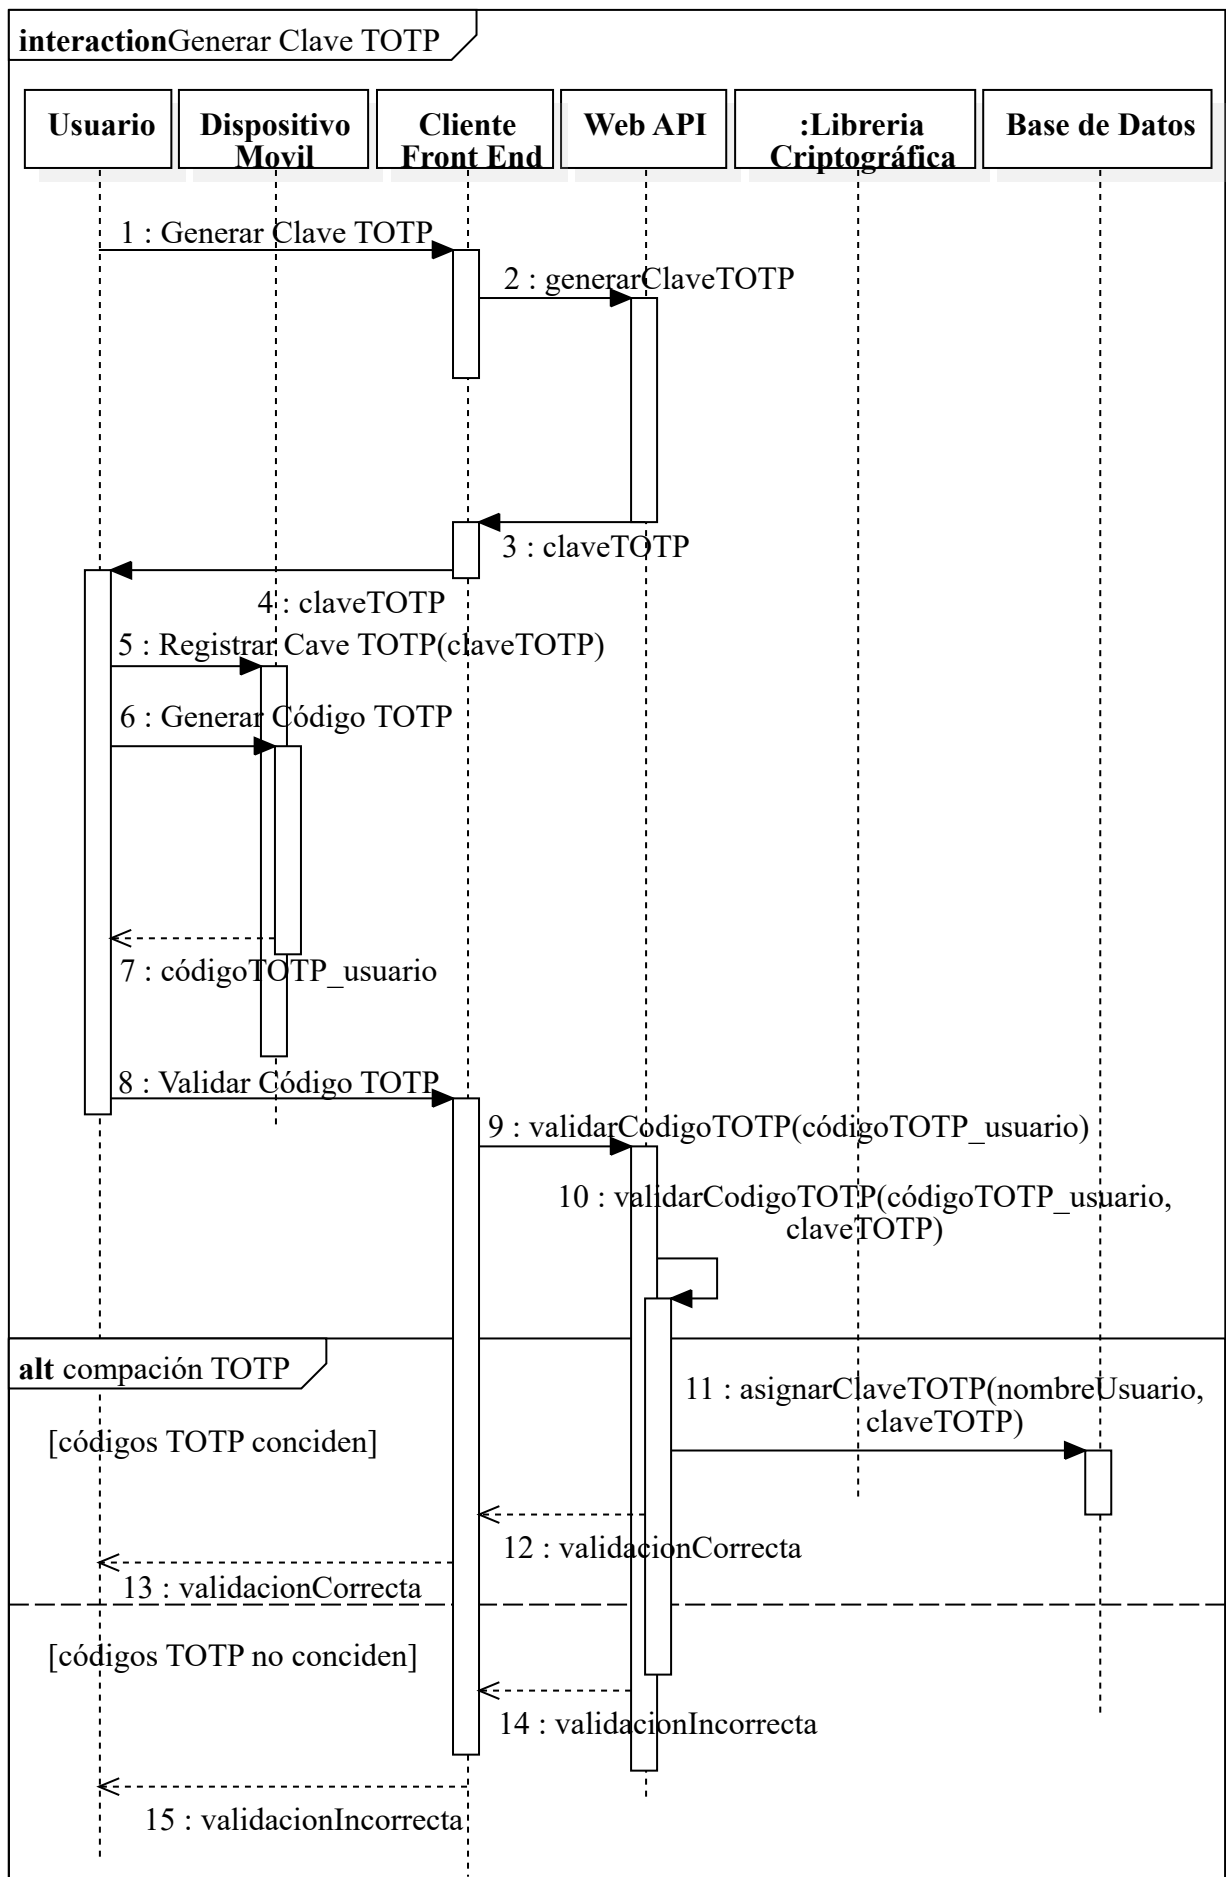 interactionGenerar Clave TOTP
Usuario
Dispositivo
Movil
Cliente
Front End
Web API
:Libreria
Criptográfica
Base de Datos
1 : Generar Clave TOTP
2 : generarClaveTOTP
3 : claveTOTP
4 : claveTOTP
5 : Registrar Cave TOTP(claveTOTP)
6 : Generar Código TOTP
7 : códigoTOTP_usuario
8 : Validar Código TOTP
9 : validarCodigoTOTP(códigoTOTP_usuario)
10 : validarCodigoTOTP(códigoTOTP_usuario,
claveTOTP)
alt compación TOTP
11 : asignarClaveTOTP(nombreUsuario,
claveTOTP)
[códigos TOTP conciden]
12 : validacionCorrecta
13 : validacionCorrecta
[códigos TOTP no conciden]
14 : validacionIncorrecta
15 : validacionIncorrecta